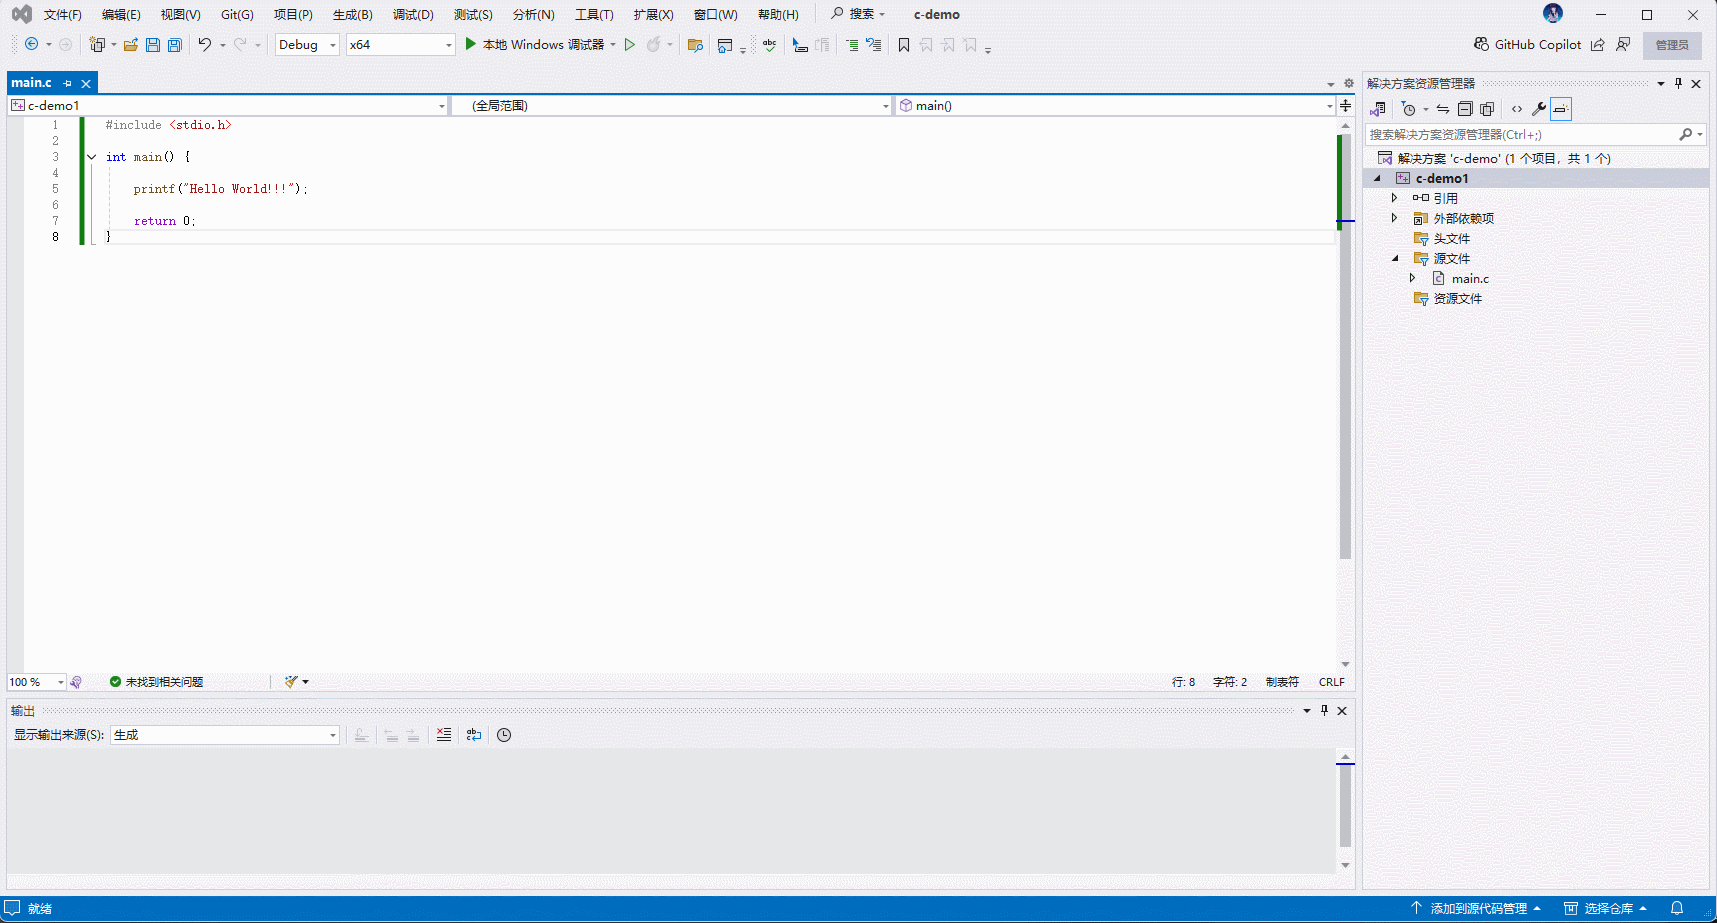 文件(F) 编辑(E) 视图(V) Git(G) 项目(P) 生成(B) 调试(D) 测试(S) 分析(N) 工具(T) 扩展(X) 窗口(W) 帮助(H) 搜索 c-demo
Debug x64 本地 Windows 调试器 abc GitHub Copilot 管理员
main.c
c-demo1 (全局范围) main()
1 #include <stdio.h>
2
3 int main() {
4
5 printf("Hello World!!!");
6
7 return 0;
8 }
100 % 未找到相关问题 行: 8 字符: 2 制表符 CRLF
输出
显示输出来源(S): 生成
解决方案资源管理器
搜索解决方案资源管理器(Ctrl+;)
解决方案 'c-demo' (1 个项目，共 1 个)
c-demo1
引用
外部依赖项
头文件
源文件
main.c
资源文件
就绪 添加到源代码管理 选择仓库